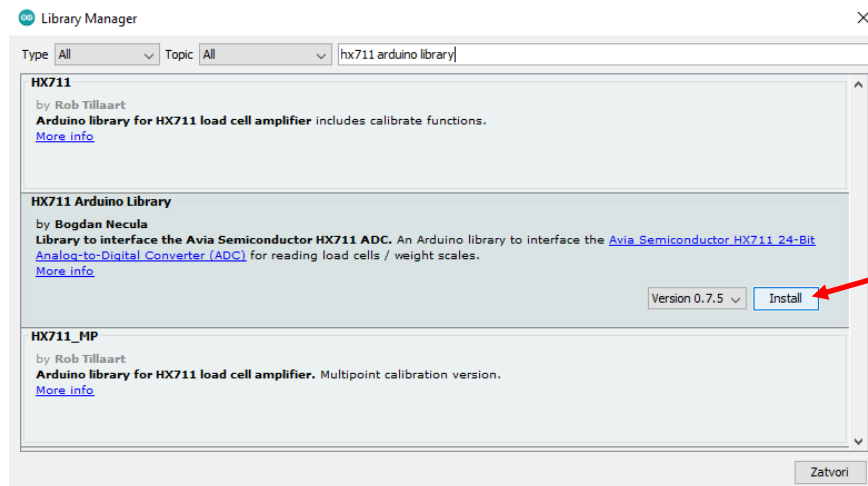 Library Manager
Type All Topic All hx711 arduino library
HX711
by Rob Tillaart
Arduino library for HX711 load cell amplifier includes calibrate functions.
More info
HX711 Arduino Library
by Bogdan Necula
Library to interface the Avia Semiconductor HX711 ADC. An Arduino library to interface the Avia Semiconductor HX711 24-Bit
Analog-to-Digital Converter (ADC) for reading load cells / weight scales.
More info
Version 0.7.5 Install
HX711_MP
by Rob Tillaart
Arduino library for HX711 load cell amplifier. Multipoint calibration version.
More info
Zatvori